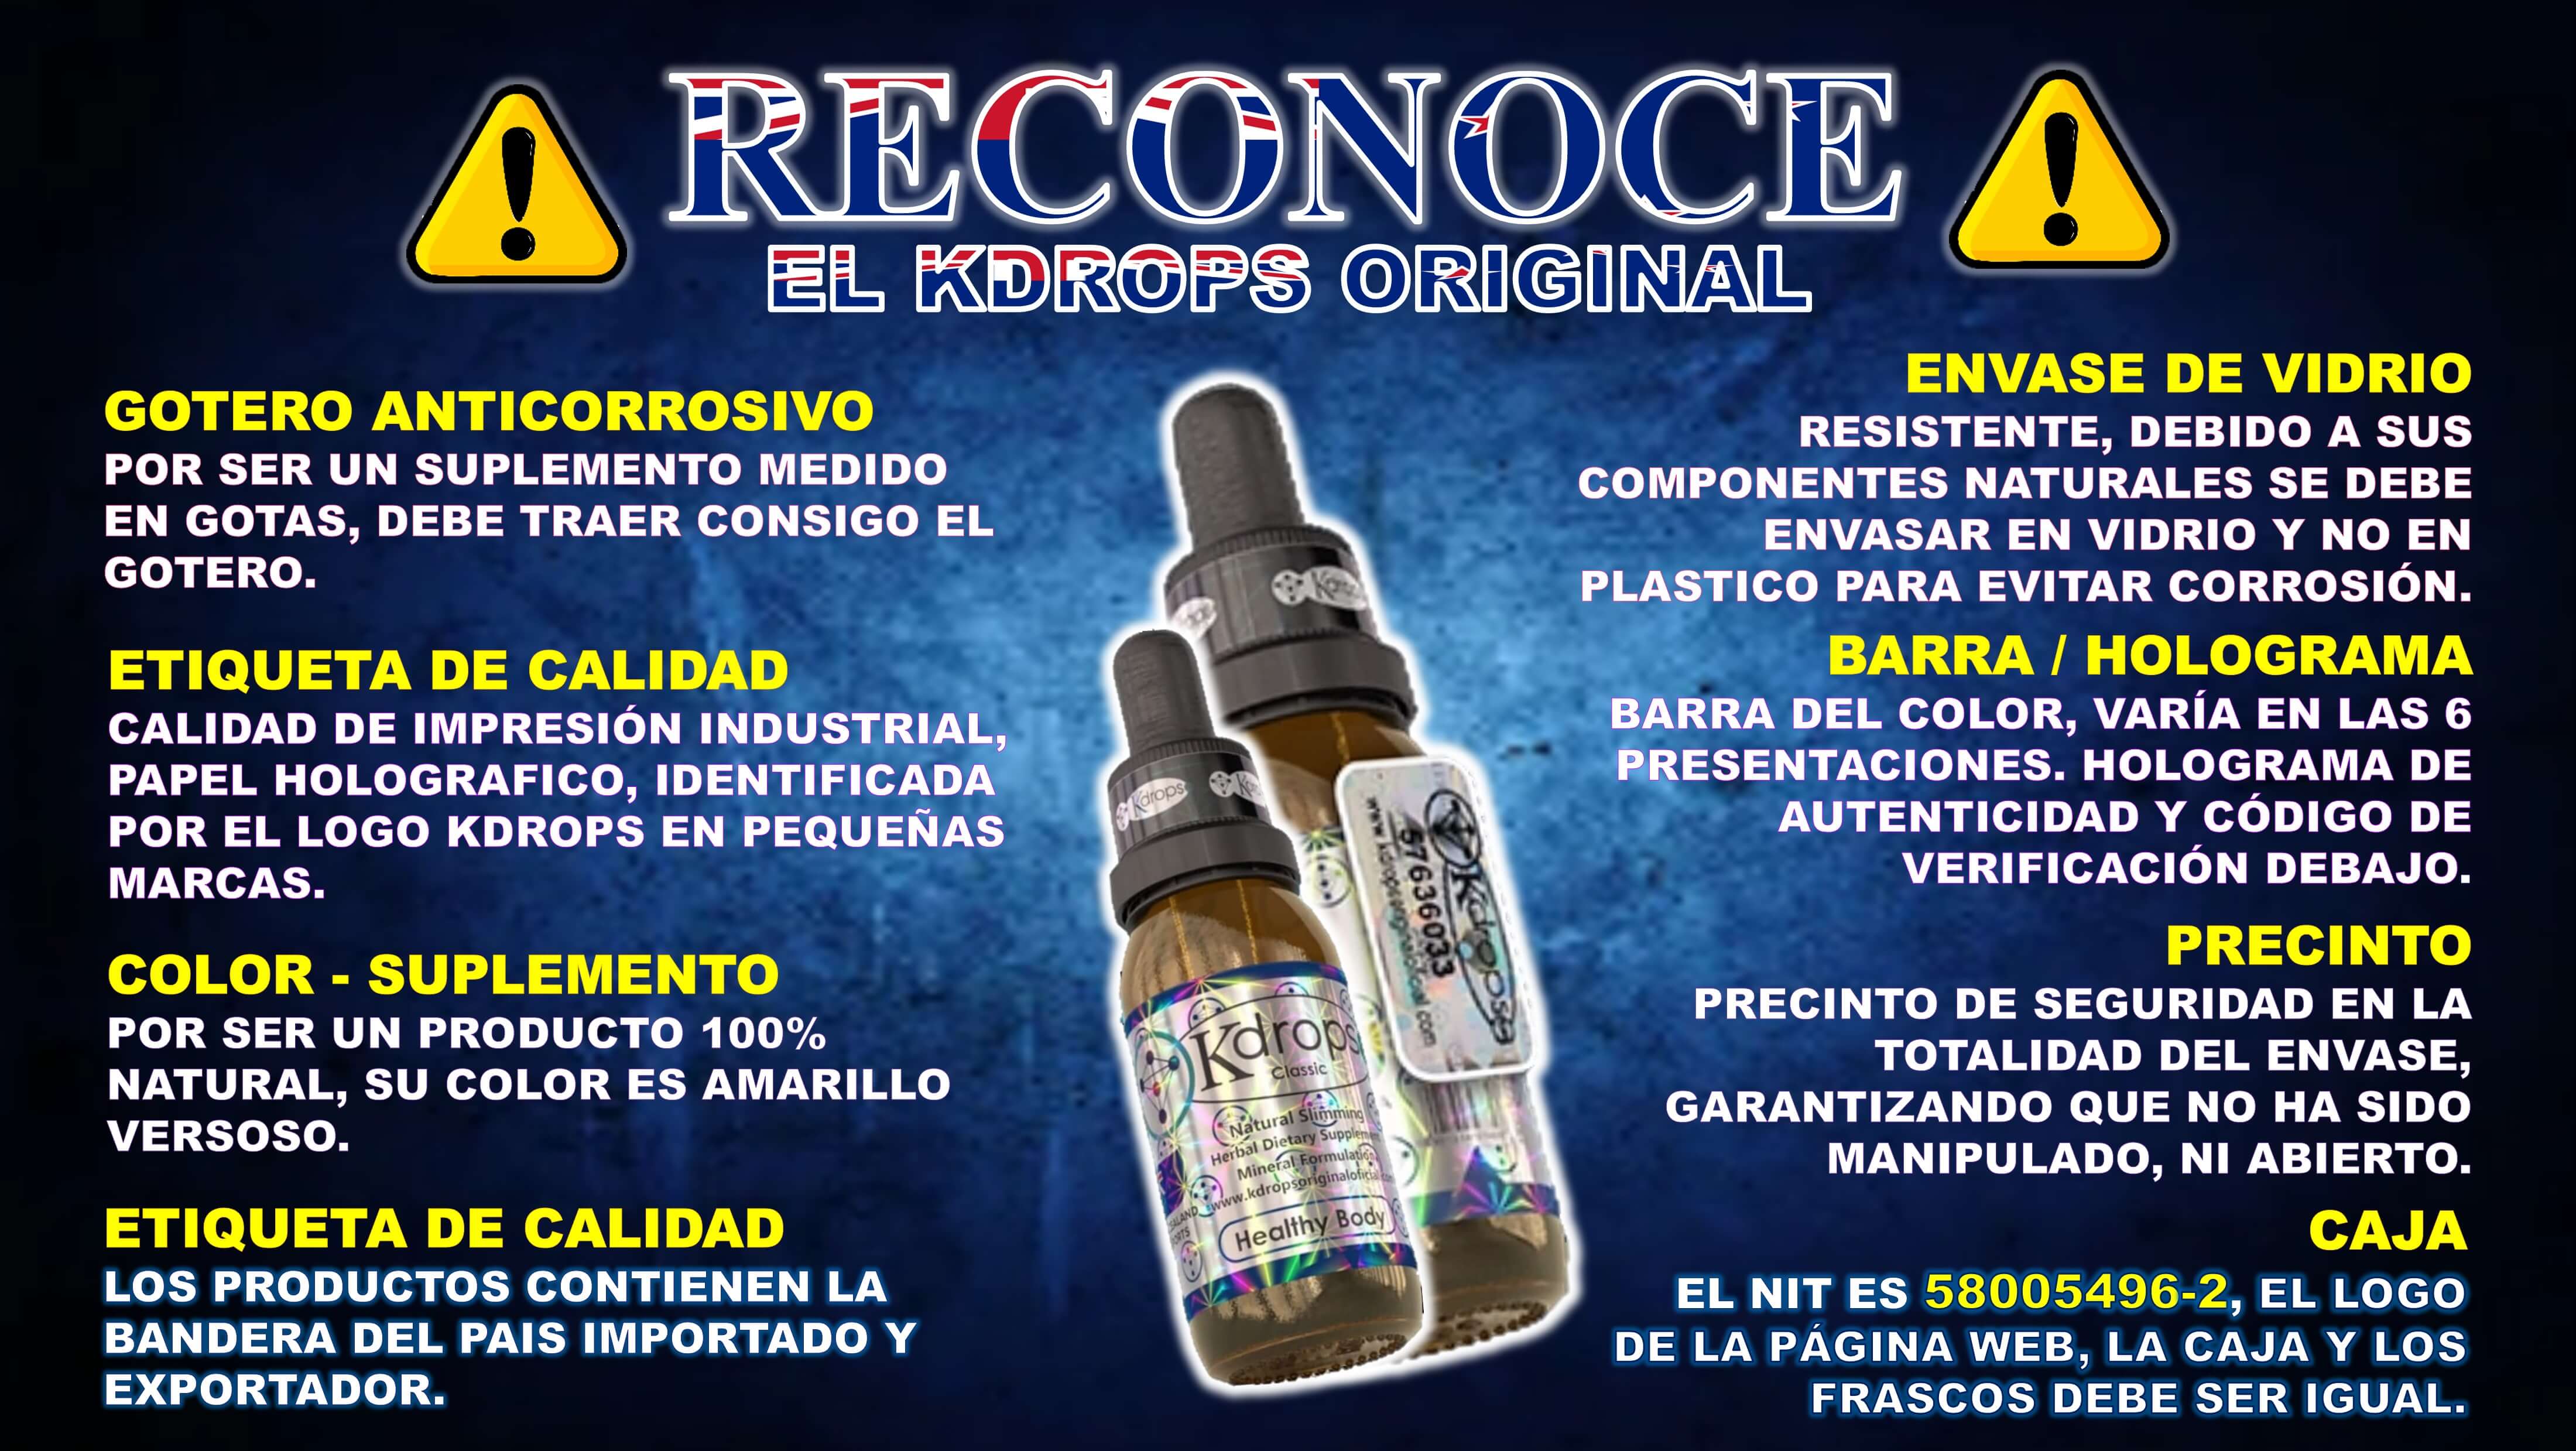 RECONOCE
EL KDROPS ORIGINAL
GOTERO ANTICORROSIVO
POR SER UN SUPLEMENTO MEDIDO
EN GOTAS, DEBE TRAER CONSIGO EL
GOTERO.
ETIQUETA DE CALIDAD
CALIDAD DE IMPRESIÓN INDUSTRIAL,
PAPEL HOLOGRAFICO, IDENTIFICADA
POR EL LOGO KDROPS EN PEQUEÑAS
MARCAS.
COLOR - SUPLEMENTO
POR SER UN PRODUCTO 100%
NATURAL, SU COLOR ES AMARILLO
VERSOSO.
ETIQUETA DE CALIDAD
LOS PRODUCTOS CONTIENEN LA
BANDERA DEL PAIS IMPORTADO Y
EXPORTADOR.
Kdrops
Kdrops
Kdrops
57636033
Kdrops
Classic
Natural Slimming
Herbal Dietary
Mineral
Healthy Body
ENVASE DE VIDRIO
RESISTENTE, DEBIDO A SUS
COMPONENTES NATURALES SE DEBE
ENVASAR EN VIDRIO Y NO EN
PLASTICO PARA EVITAR CORROSIÓN.
BARRA / HOLOGRAMA
BARRA DEL COLOR, VARÍA EN LAS 6
PRESENTACIONES. HOLOGRAMA DE
AUTENTICIDAD Y CÓDIGO DE
VERIFICACIÓN DEBAJO.
PRECINTO
PRECINTO DE SEGURIDAD EN LA
TOTALIDAD DEL ENVASE,
GARANTIZANDO QUE NO HA SIDO
MANIPULADO, NI ABIERTO.
CAJA
EL NIT ES 58005496-2, EL LOGO
DE LA PÁGINA WEB, LA CAJA Y LOS
FRASCOS DEBE SER IGUAL.